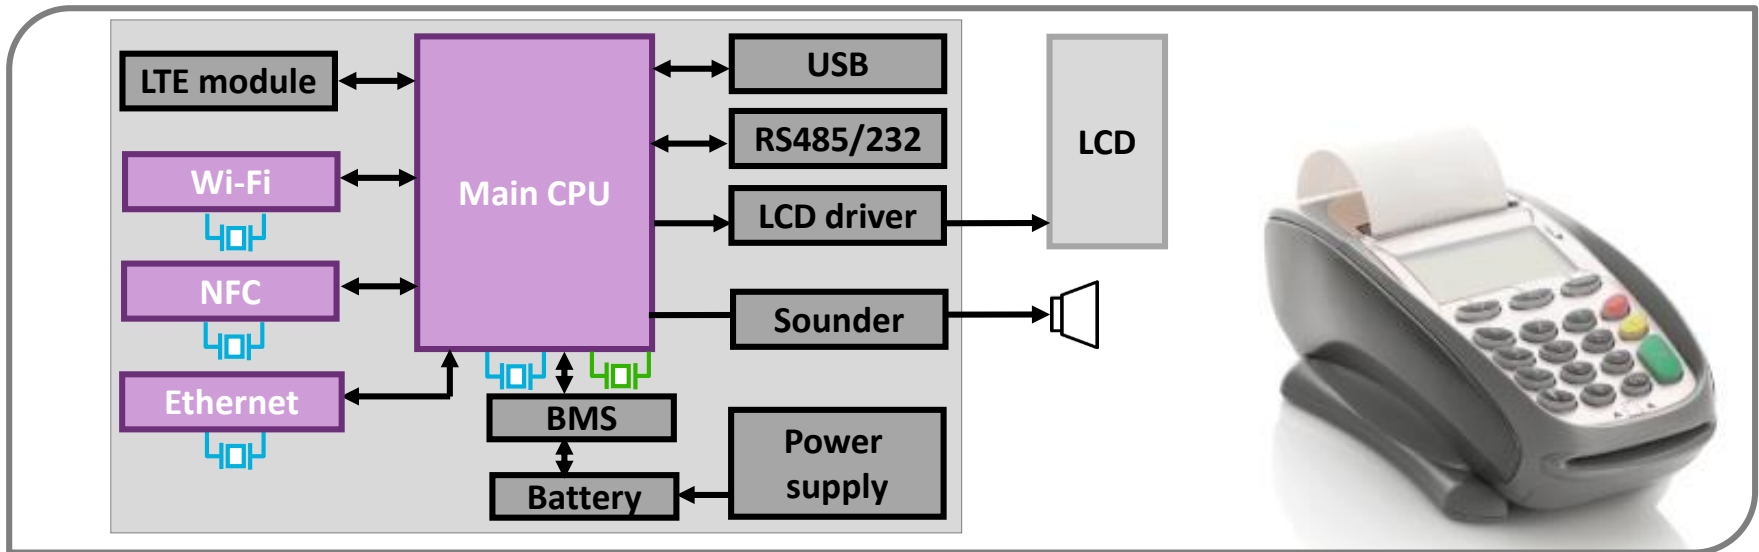 LTE module
Wi-Fi
NFC
Ethernet
Main CPU
BMS
Battery
USB
RS485/232
LCD driver
Sounder
Power
supply
LCD